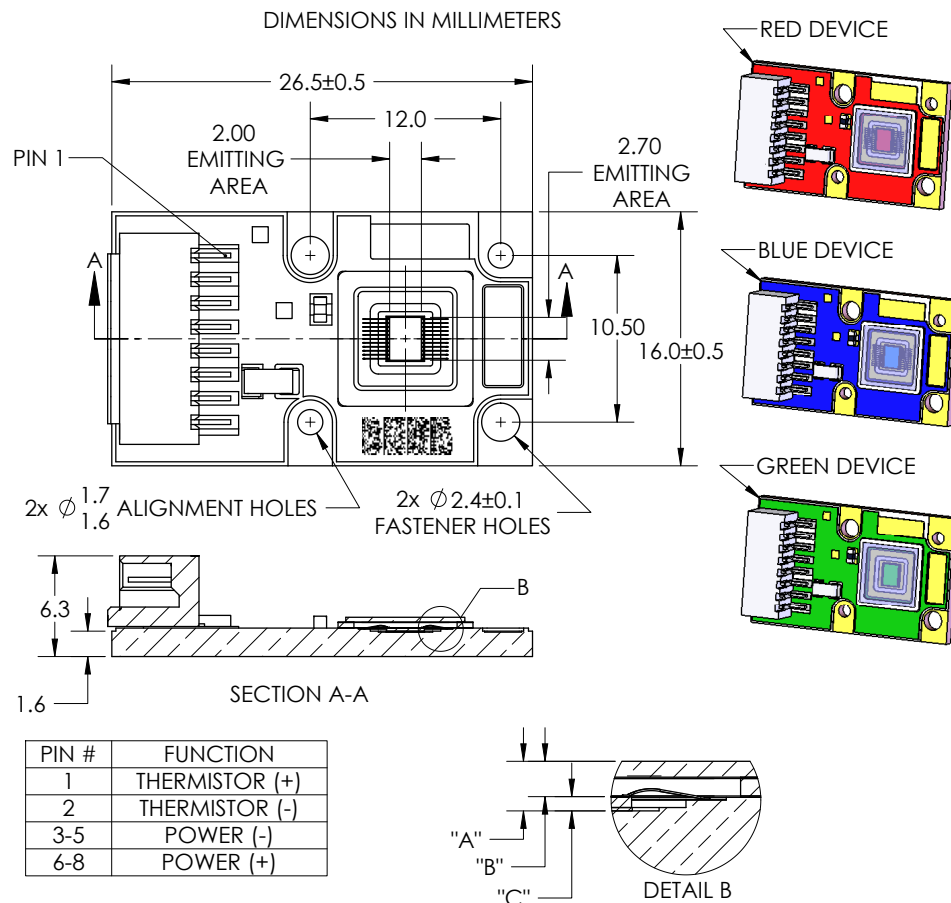 DIMENSIONS IN MILLIMETERS
RED DEVICE
26.5±0.5
12.0
2.00
EMITTING
AREA
PIN 1
2.70
EMITTING
AREA
BLUE DEVICE
A
A
10.50
16.0±0.5
GREEN DEVICE
2x ∅ 1.7
1.6 ALIGNMENT HOLES
2x ∅ 2.4±0.1
FASTENER HOLES
B
6.3
1.6
SECTION A-A
PIN # FUNCTION
1 THERMISTOR (+)
2 THERMISTOR (-)
3-5 POWER (-)
6-8 POWER (+)
"A"
"B"
"C"
DETAIL B